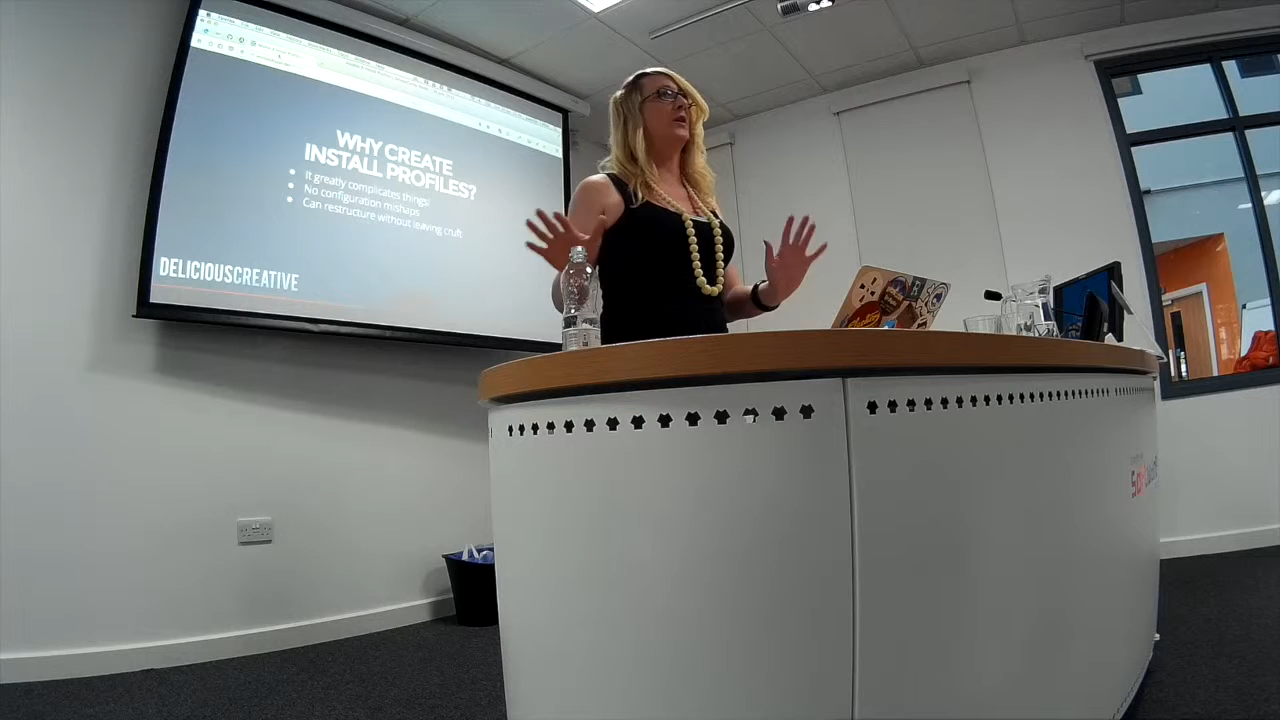 WHY CREATE
INSTALL PROFILES?
It greatly complicates things!
No configuration mishaps
Can restructure without leaving cruft
DELICIOUSCREATIVE